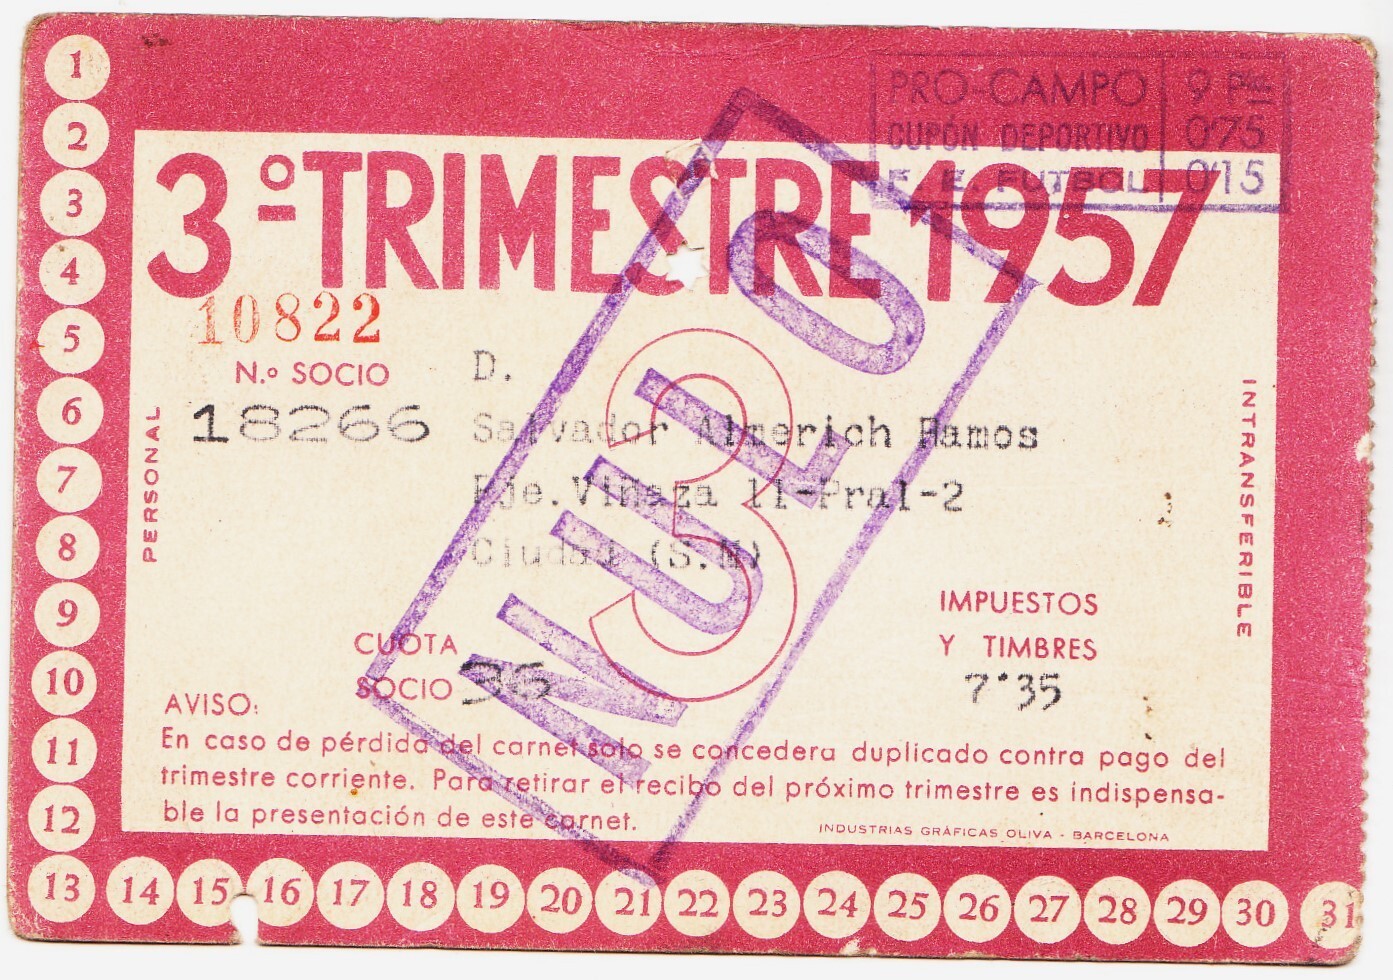 PRO-CAMPO 9 Pts
CUPÓN DEPORTIVO 0'75
F. E. FUTBOL 0'15
3º TRIMESTRE 1957
10822
N.º SOCIO
18266
D.
Salvador Almerich Ramos
Pje. Vinaza 11-Pral-2
Ciudad (S.M)
3
NULO
PERSONAL
INTRANSFERIBLE
CUOTA
SOCIO 36
IMPUESTOS
Y TIMBRES
7'35
AVISO:
En caso de pérdida del carnet solo se concedera duplicado contra pago del
trimestre corriente. Para retirar el recibo del próximo trimestre es indispensa-
ble la presentación de este carnet.
INDUSTRIAS GRÁFICAS OLIVA - BARCELONA
1
2
3
4
5
6
7
8
9
10
11
12
13 14 15 16 17 18 19 20 21 22 23 24 25 26 27 28 29 30 31